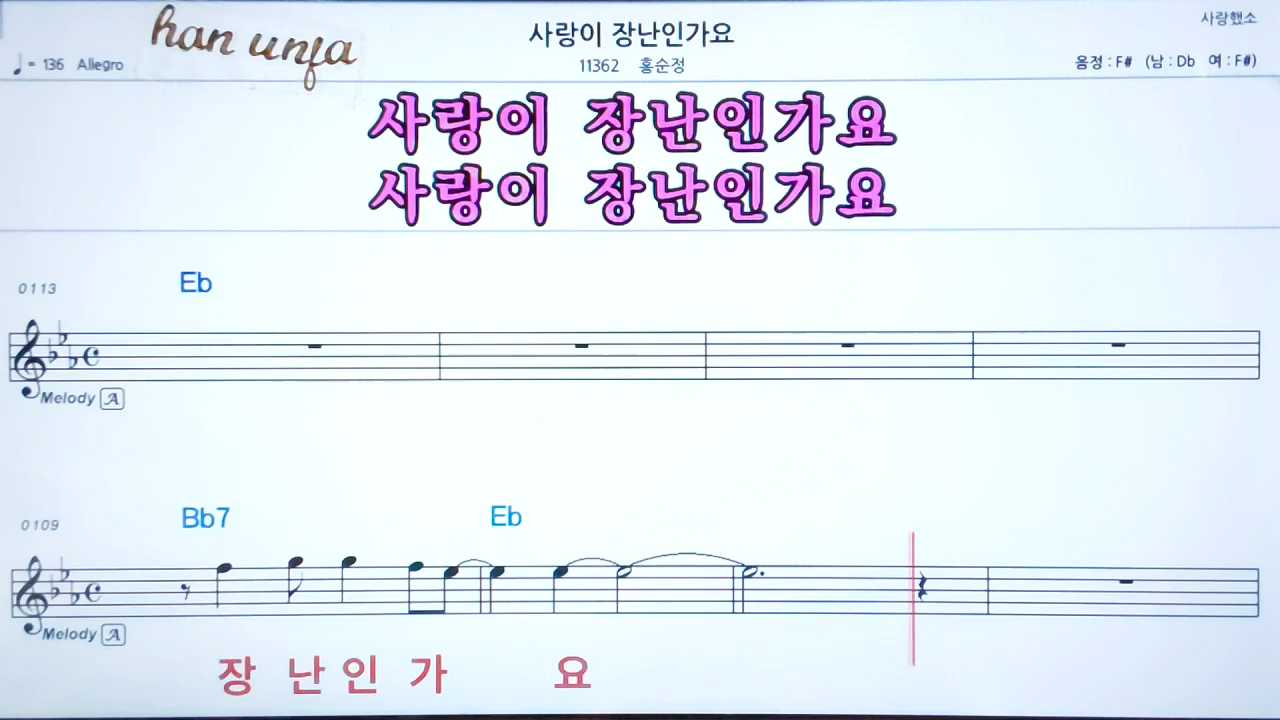 사랑했소
han unfa
사랑이 장난인가요
♩= 136 Allegro
11362 홍순정
음정 : F# (남 : Db 여 : F#)
사랑이 장난인가요
사랑이 장난인가요
0113
Eb
Melody A
0109
Bb7 Eb
Melody A
장 난 인 가 요